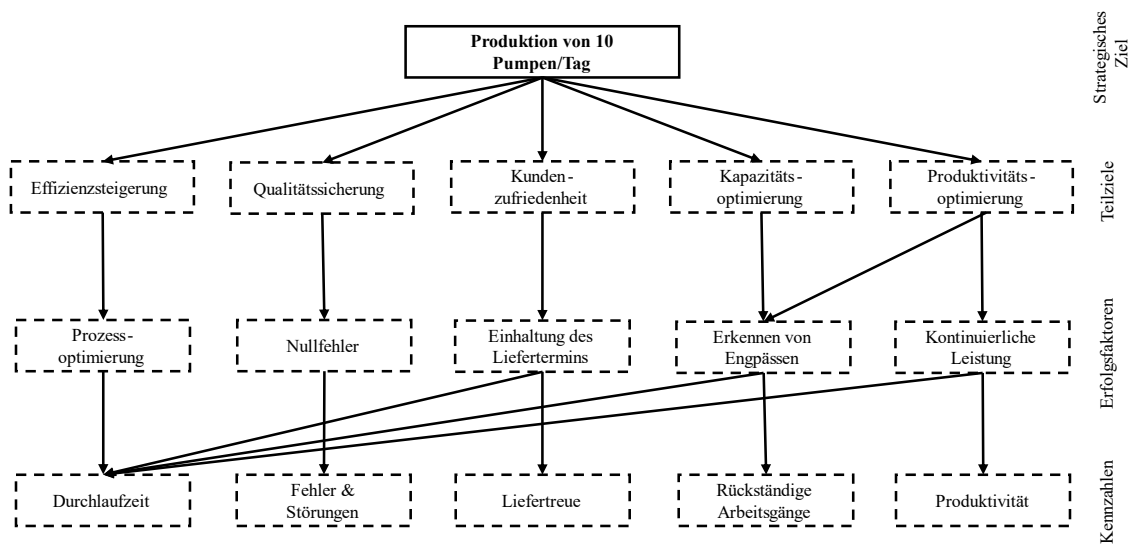 Produktion von 10
Pumpen/Tag
Strategisches
Ziel
Effizienzsteigerung
Qualitätssicherung
Kunden-
zufriedenheit
Kapazitäts-
optimierung
Produktivitäts-
optimierung
Teilziele
Prozess-
optimierung
Nullfehler
Einhaltung des
Liefertermins
Erkennen von
Engpässen
Kontinuierliche
Leistung
Erfolgsfaktoren
Durchlaufzeit
Fehler &
Störungen
Liefertreue
Rückständige
Arbeitsgänge
Produktivität
Kennzahlen